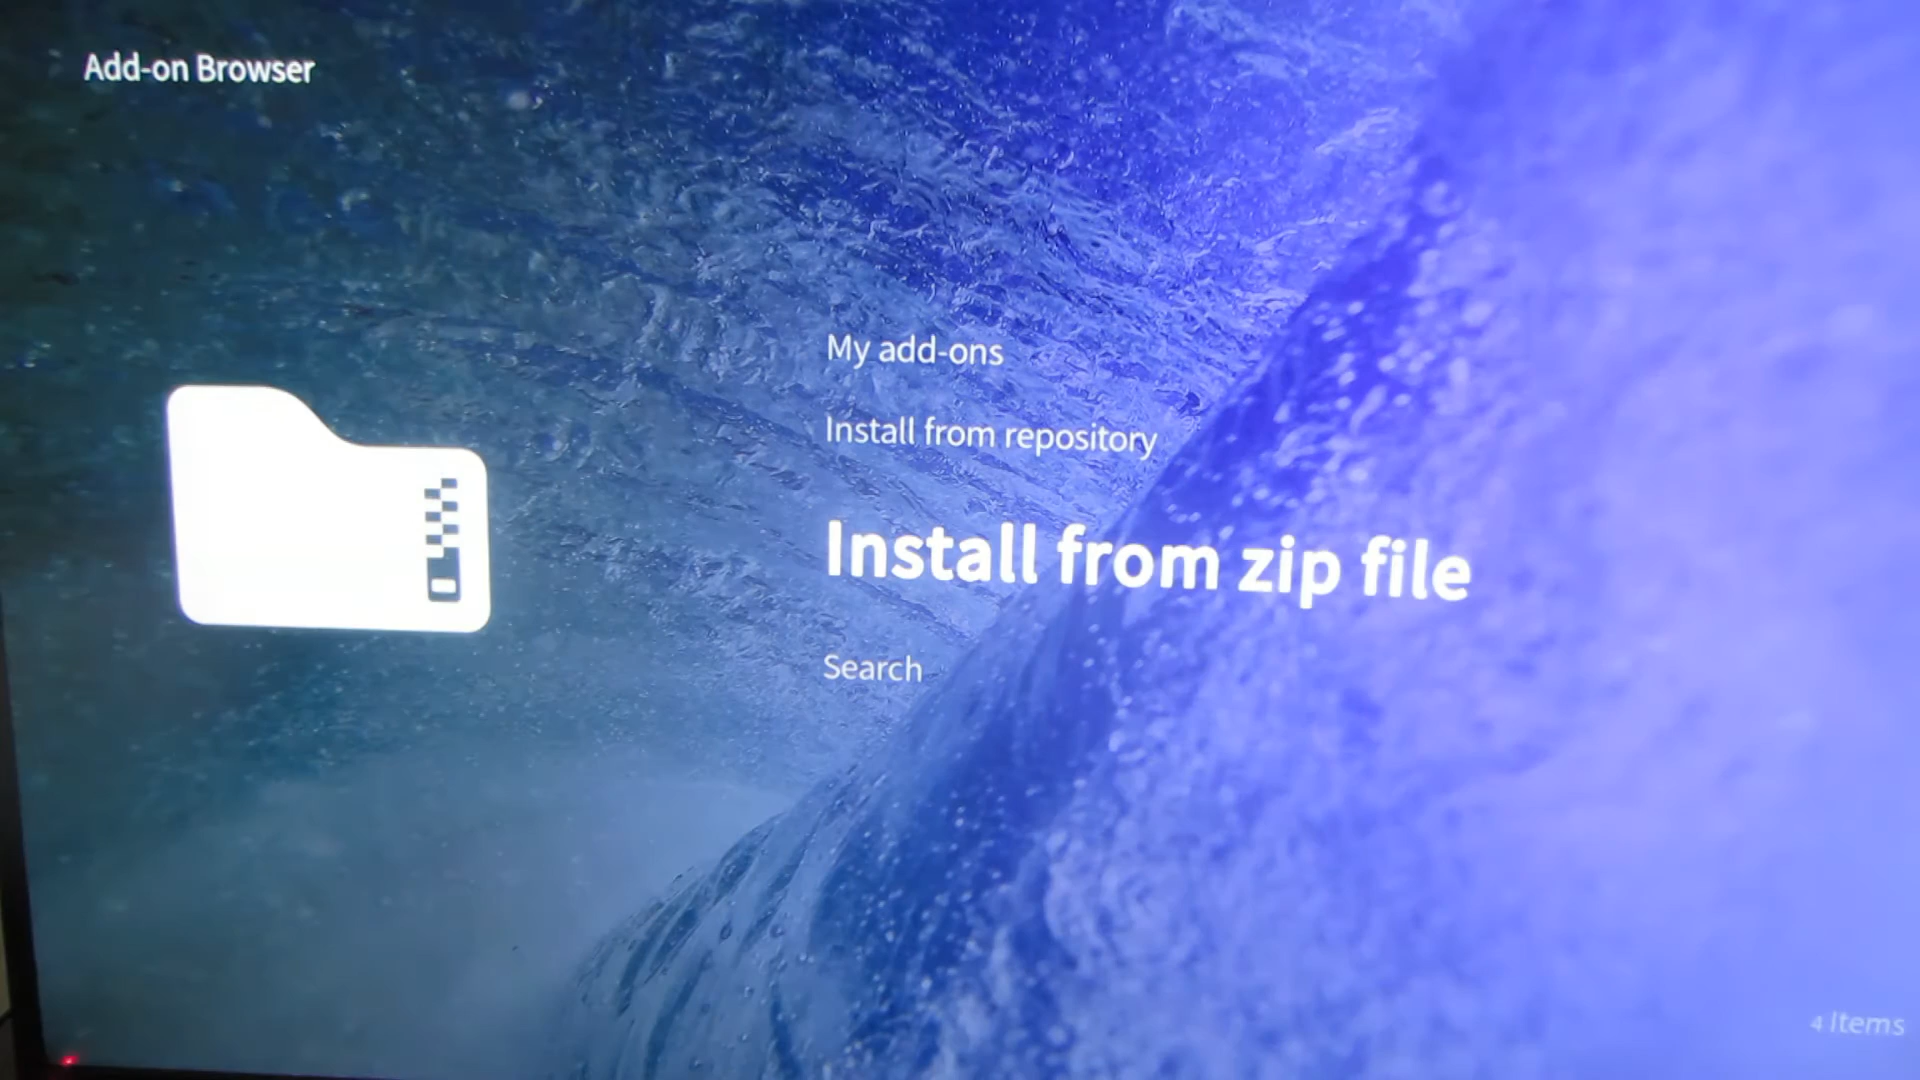 Add-on Browser
My add-ons
Install from repository
Install from zip file
Search
4 items